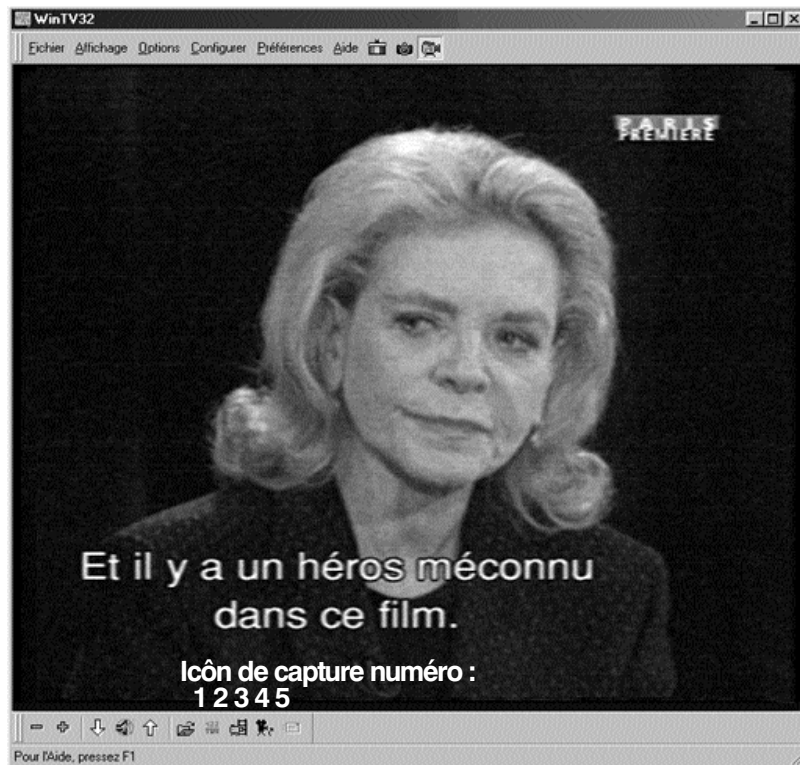 WinTV32
Fichier Affichage Options Configurer Préférences Aide
PARIS
PREMIERE
Et il y a un héros méconnu
dans ce film.
Icôn de capture numéro :
1 2 3 4 5
Pour l'Aide, pressez F1